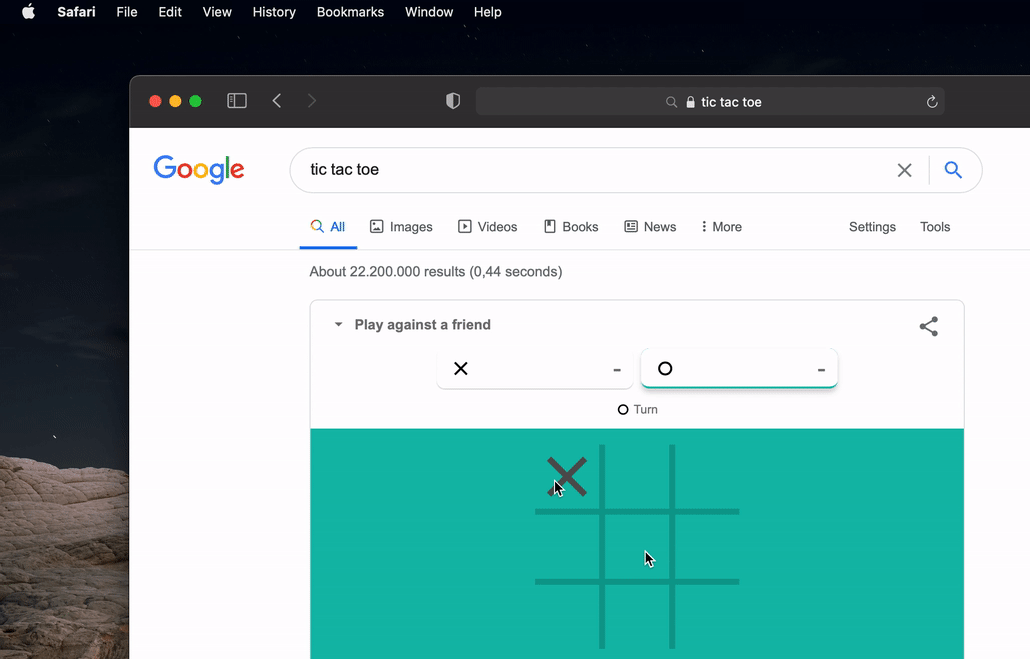 Safari File Edit View History Bookmarks Window Help
tic tac toe
Google tic tac toe
All Images Videos Books News More Settings Tools
About 22.200.000 results (0,44 seconds)
Play against a friend
X - O -
O Turn
X